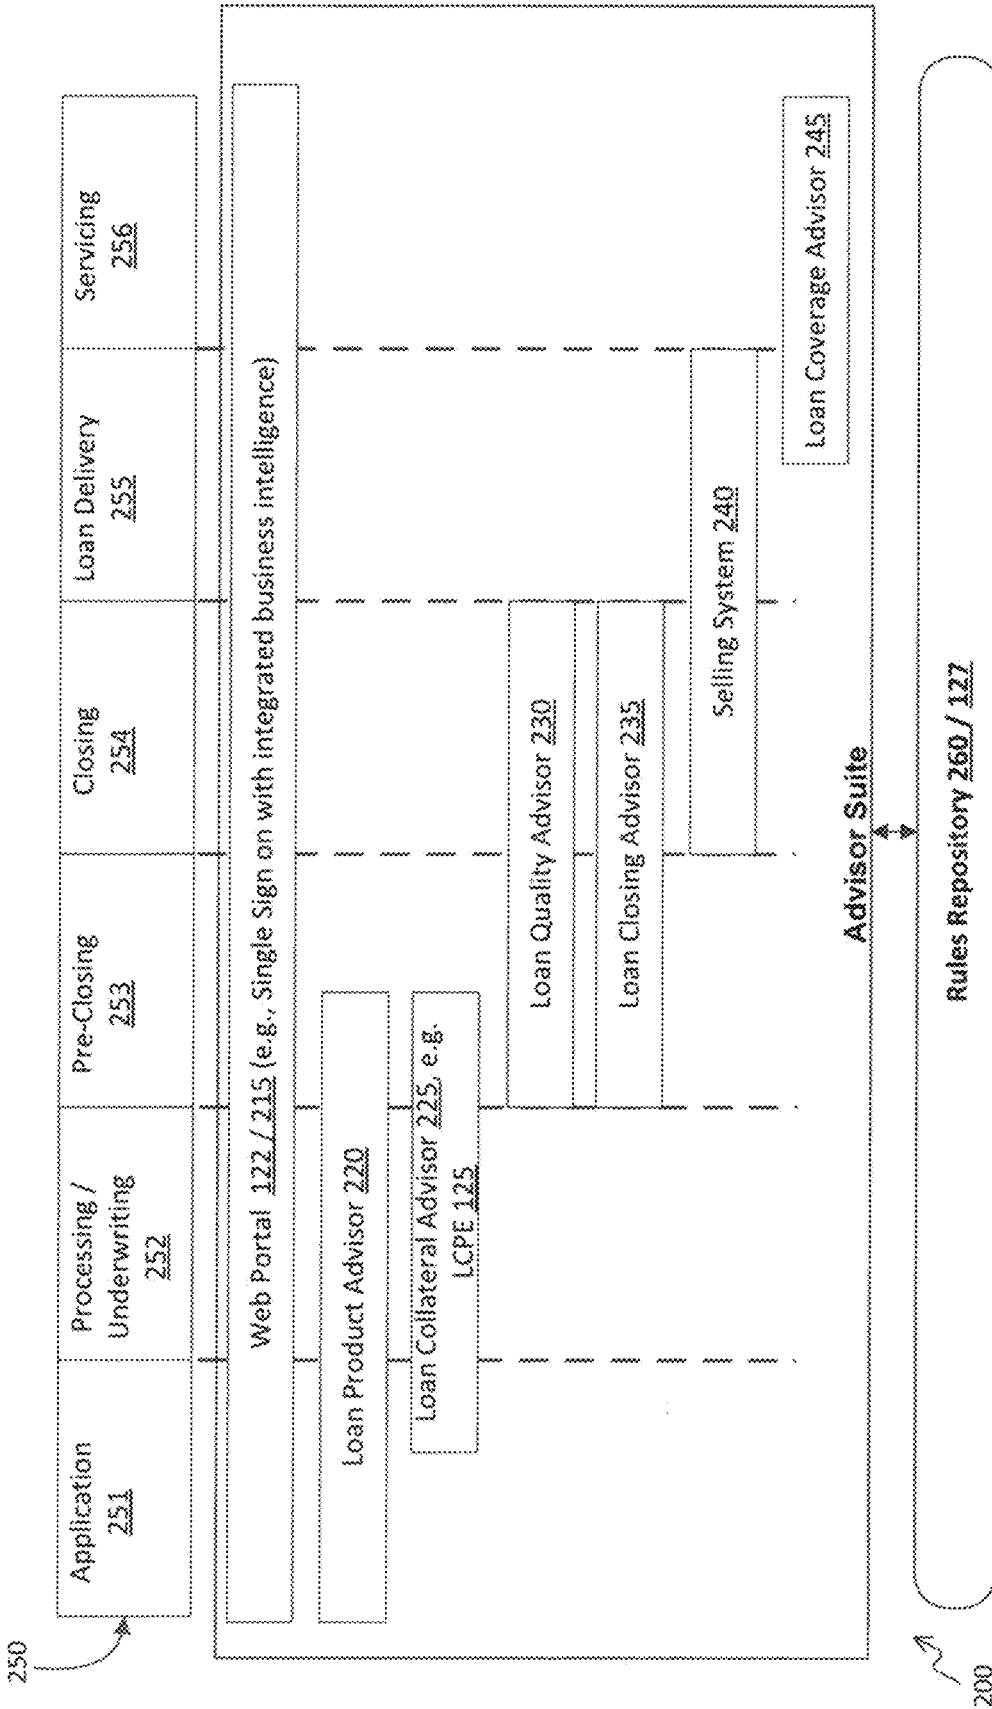 250
Application
251
Processing /
Underwriting
252
Pre-Closing
253
Closing
254
Loan Delivery
255
Servicing
256
Web Portal 122 / 215 (e.g., Single Sign on with integrated business intelligence)
Loan Product Advisor 220
Loan Collateral Advisor 225, e.g.
LCPE 125
Loan Quality Advisor 230
Loan Closing Advisor 235
Selling System 240
Loan Coverage Advisor 245
Advisor Suite
Rules Repository 260 / 127
200